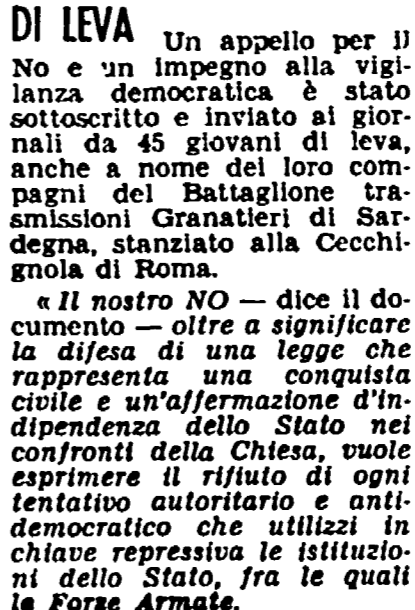 DI LEVA Un appello per il
No e un impegno alla vigi-
lanza democratica è stato
sottoscritto e inviato ai gior-
nali da 45 giovani di leva,
anche a nome dei loro com-
pagni del Battaglione tra-
smissioni Granatieri di Sar-
degna, stanziato alla Cecchi-
gnola di Roma.
« Il nostro NO — dice il do-
cumento — oltre a significare
la difesa di una legge che
rappresenta una conquista
civile e un'affermazione d'in-
dipendenza dello Stato nei
confronti della Chiesa, vuole
esprimere il rifiuto di ogni
tentativo autoritario e anti-
democratico che utilizzi in
chiave repressiva le istituzio-
ni dello Stato, fra le quali
le Forze Armate.